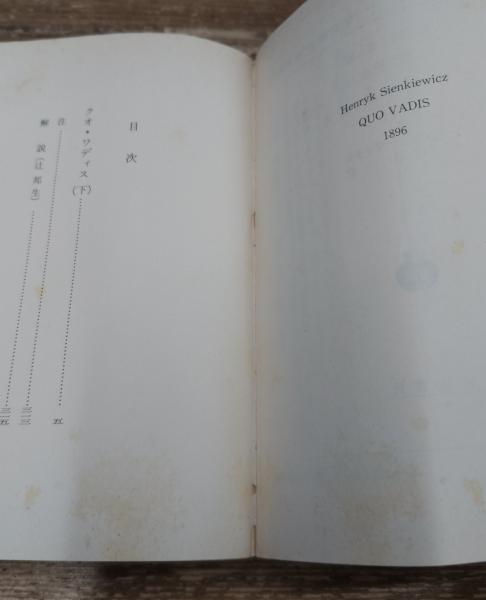 Henryk Sienkiewicz
QUO VADIS
1896
目次
クオ・ワディス(下)……………………五
注
解説(辻邦生)